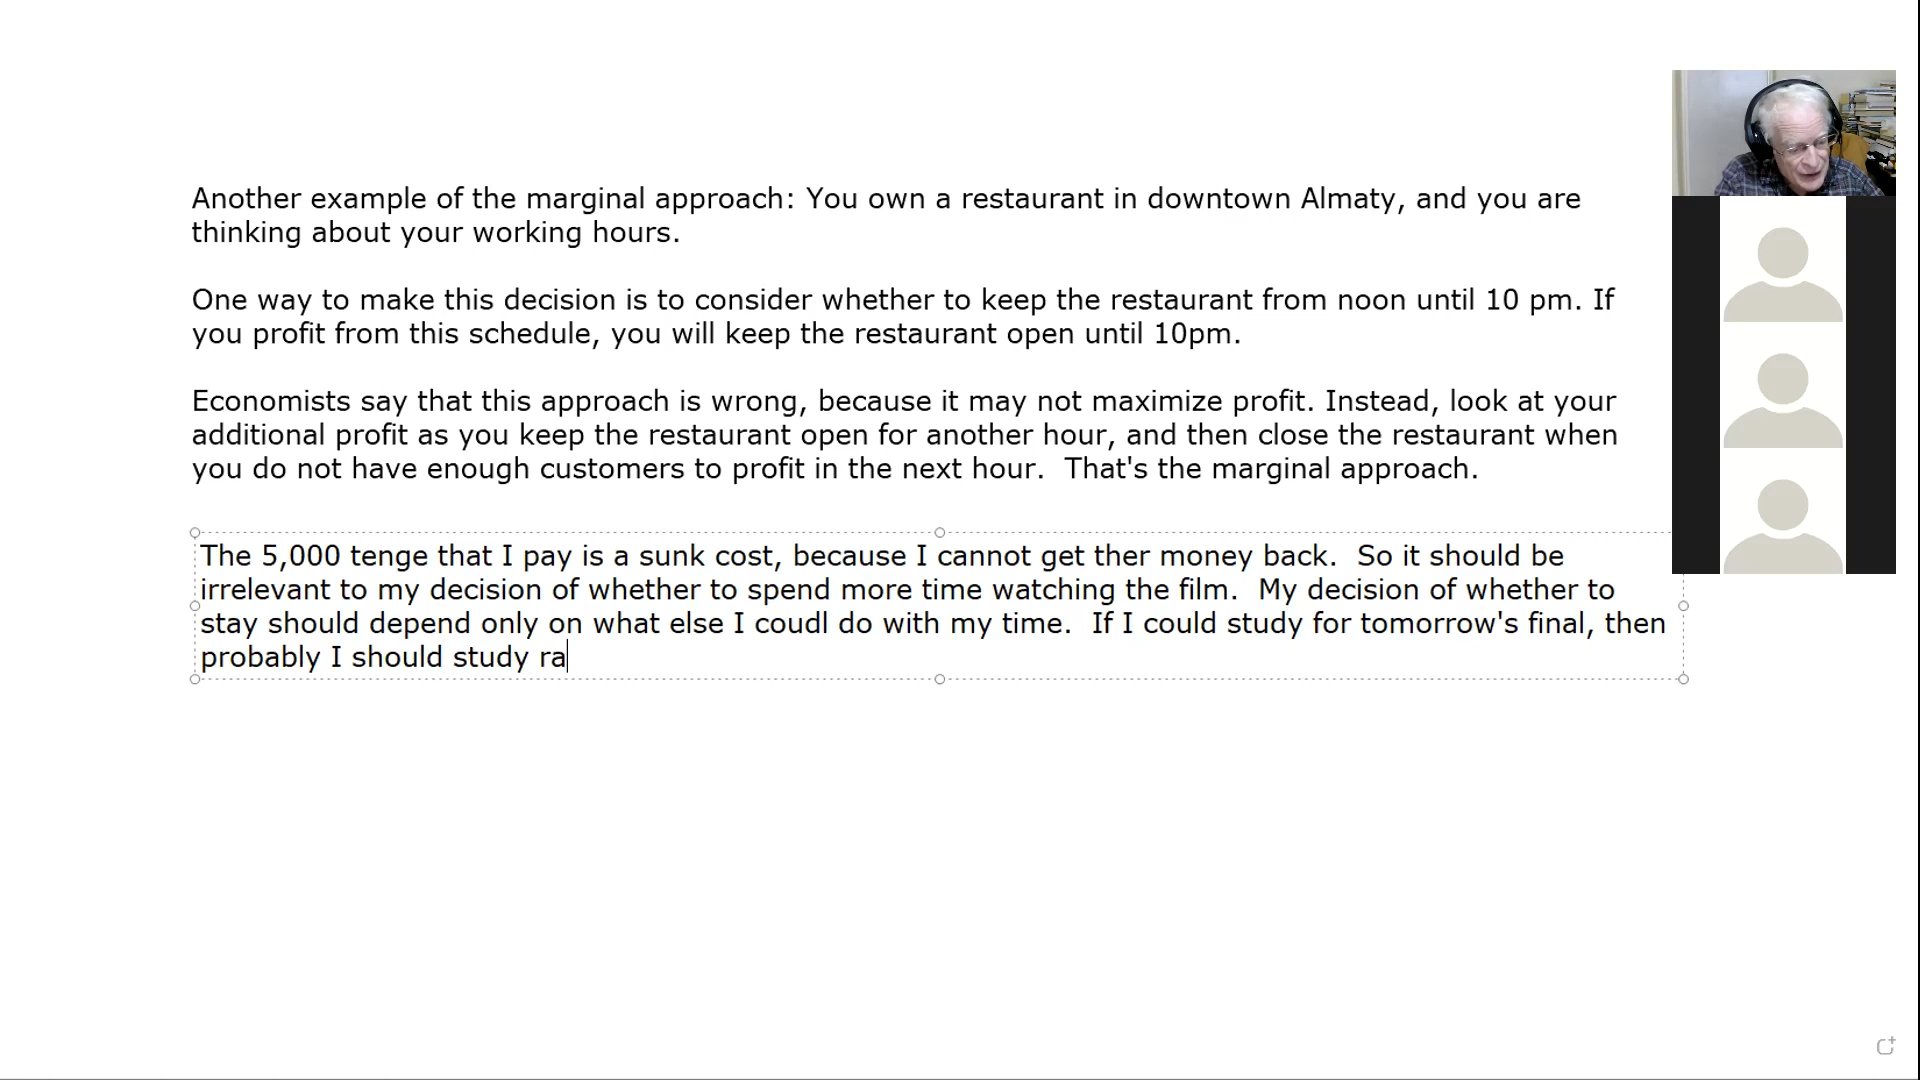 Another example of the marginal approach: You own a restaurant in downtown Almaty, and you are
thinking about your working hours.
One way to make this decision is to consider whether to keep the restaurant from noon until 10 pm. If
you profit from this schedule, you will keep the restaurant open until 10pm.
Economists say that this approach is wrong, because it may not maximize profit. Instead, look at your
additional profit as you keep the restaurant open for another hour, and then close the restaurant when
you do not have enough customers to profit in the next hour.  That's the marginal approach.
The 5,000 tenge that I pay is a sunk cost, because I cannot get ther money back.  So it should be
irrelevant to my decision of whether to spend more time watching the film.  My decision of whether to
stay should depend only on what else I coudl do with my time.  If I could study for tomorrow's final, then
probably I should study ra